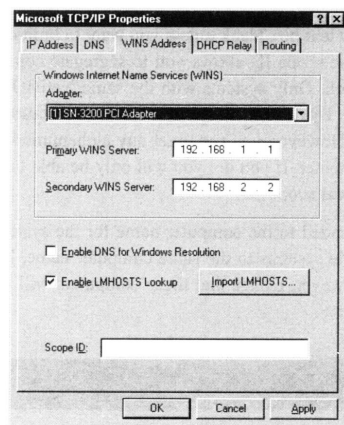 Microsoft TCP/IP Properties
IP Address DNS WINS Address DHCP Relay Routing
Windows Internet Name Services (WINS)
Adapter:
[1] SN-3200 PCI Adapter
Primary WINS Server: 192 . 168 . 1 . 1
Secondary WINS Server: 192 . 168 . 2 . 2
Enable DNS for Windows Resolution
Enable LMHOSTS Lookup Import LMHOSTS...
Scope ID:
OK Cancel Apply